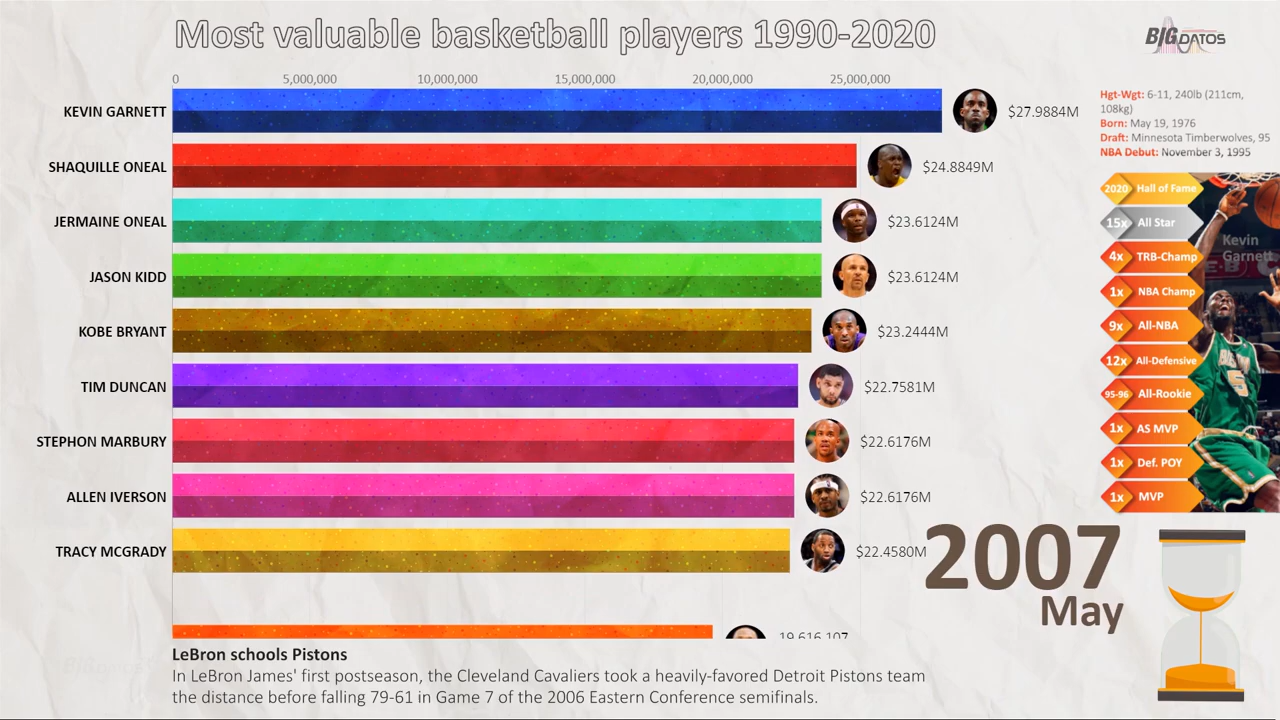 Most valuable basketball players 1990-2020
BIGDATOS
0 5,000,000 10,000,000 15,000,000 20,000,000 25,000,000
KEVIN GARNETT $27.9884M
SHAQUILLE ONEAL $24.8849M
JERMAINE ONEAL $23.6124M
JASON KIDD $23.6124M
KOBE BRYANT $23.2444M
TIM DUNCAN $22.7581M
STEPHON MARBURY $22.6176M
ALLEN IVERSON $22.6176M
TRACY MCGRADY $22.4580M
19,616,107
Hgt-Wgt: 6-11, 240lb (211cm,
108kg)
Born: May 19, 1976
Draft: Minnesota Timberwolves, 95
NBA Debut: November 3, 1995
2020 Hall of Fame
15x All Star
4x TRB-Champ
1x NBA Champ
9x All-NBA
12x All-Defensive
95-96 All-Rookie
1x AS MVP
1x Def. POY
1x MVP
Kevin
Garnett
5
2007
May
LeBron schools Pistons
In LeBron James' first postseason, the Cleveland Cavaliers took a heavily-favored Detroit Pistons team
the distance before falling 79-61 in Game 7 of the 2006 Eastern Conference semifinals.